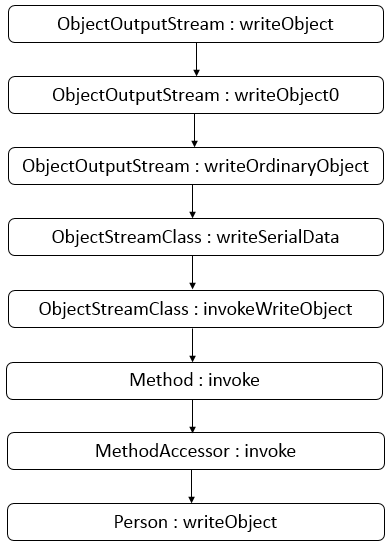 ObjectOutputStream : writeObject
ObjectOutputStream : writeObject0
ObjectOutputStream : writeOrdinaryObject
ObjectStreamClass : writeSerialData
ObjectStreamClass : invokeWriteObject
Method : invoke
MethodAccessor : invoke
Person : writeObject